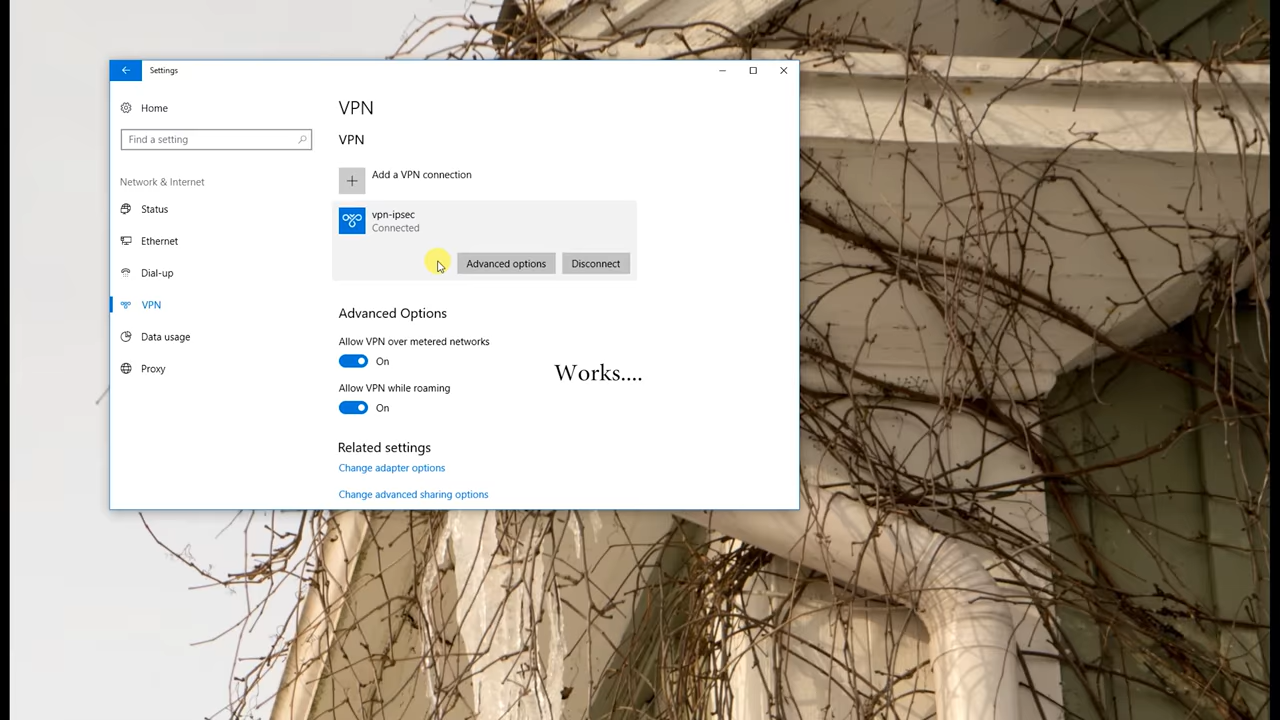 Settings
Home
Find a setting
Network & Internet
Status
Ethernet
Dial-up
VPN
Data usage
Proxy
VPN
VPN
Add a VPN connection
vpn-ipsec
Connected
Advanced options
Disconnect
Advanced Options
Allow VPN over metered networks
On
Allow VPN while roaming
On
Works....
Related settings
Change adapter options
Change advanced sharing options